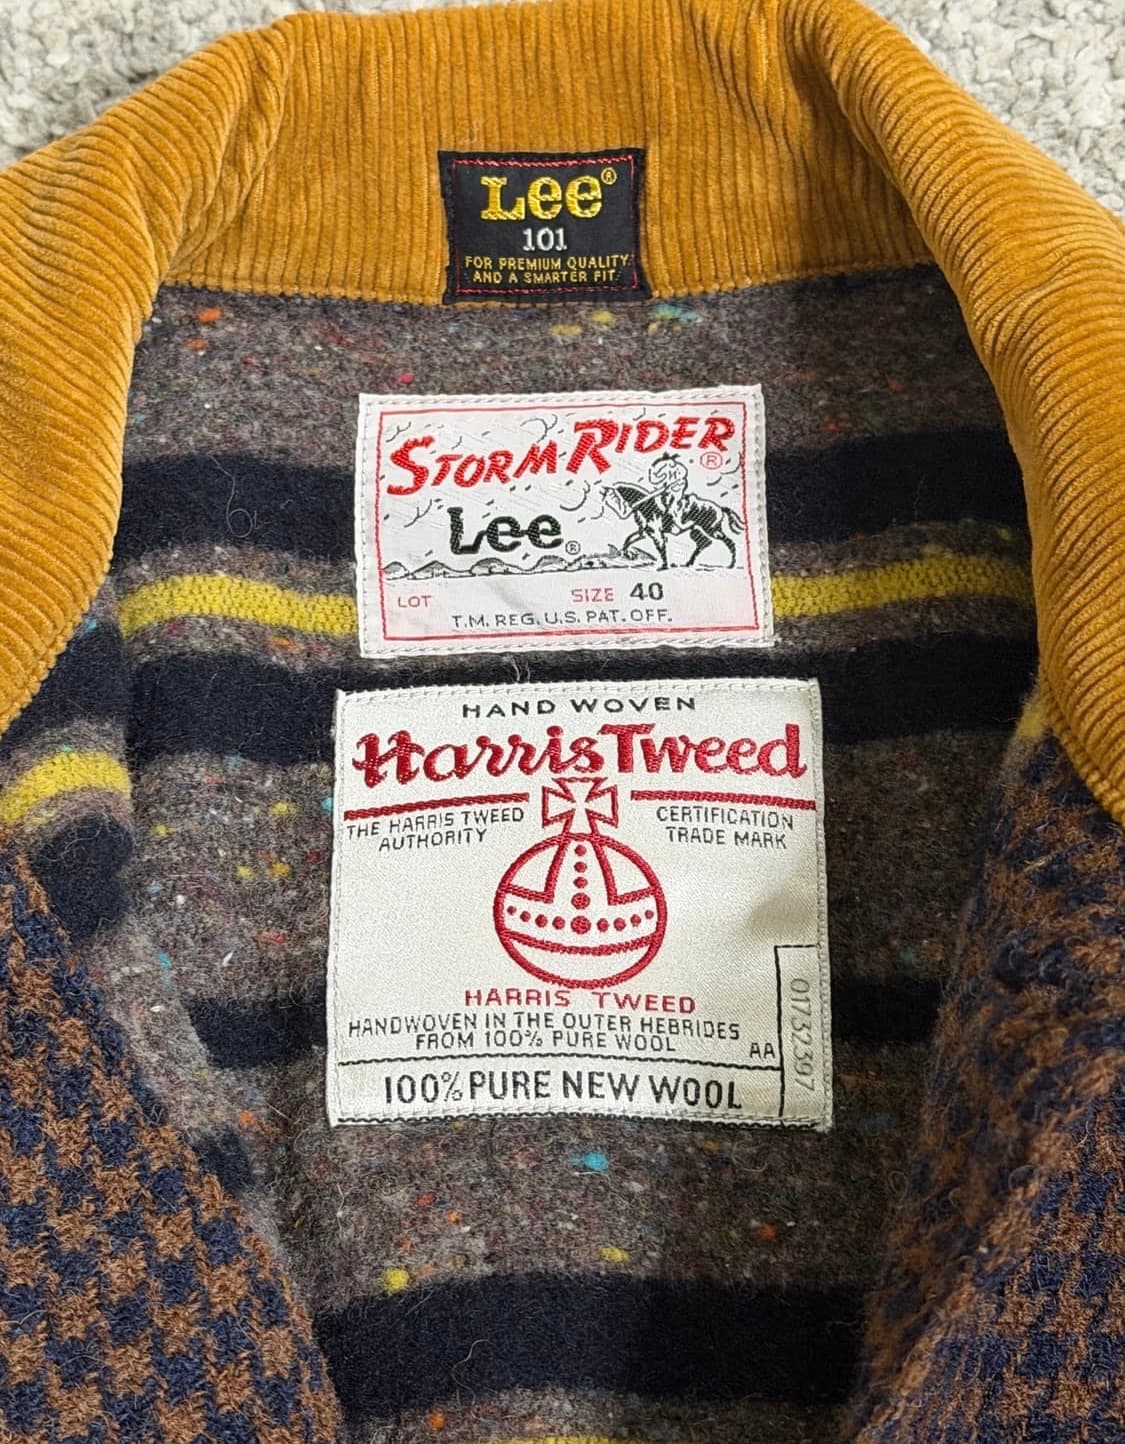 Lee®
101
FOR PREMIUM QUALITY
AND A SMARTER FIT
STORM RIDER®
Lee®
LOT SIZE 40
T.M. REG. U.S. PAT. OFF.
HAND WOVEN
Harris Tweed
THE HARRIS TWEED
AUTHORITY
CERTIFICATION
TRADE MARK
HARRIS TWEED
HANDWOVEN IN THE OUTER HEBRIDES
FROM 100% PURE WOOL
AA
01732397
100% PURE NEW WOOL